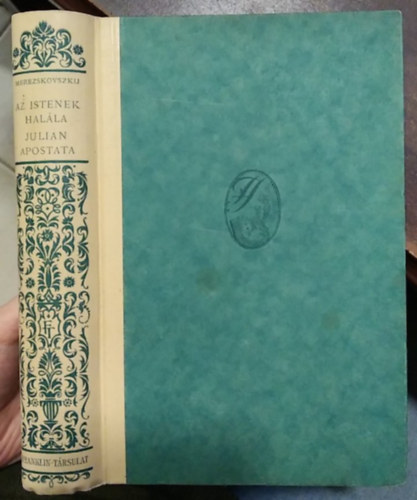 MEREZSKOVSZKIJ
AZ ISTENEK
HALÁLA
JULIAN
APOSTATA
FRANKLIN-TÁRSULAT